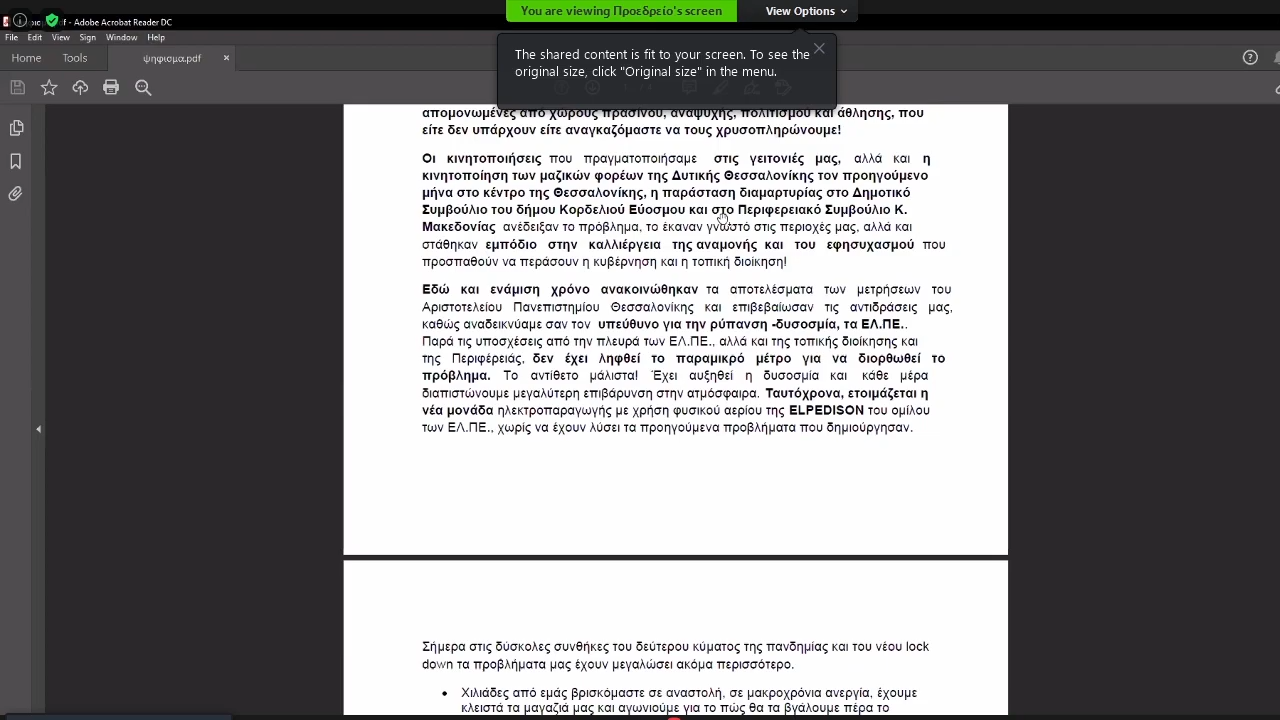 You are viewing Προεδρείο's screen View Options
.pdf - Adobe Acrobat Reader DC
File Edit View Sign Window Help
The shared content is fit to your screen. To see the
original size, click "Original size" in the menu.
Home Tools ψηφισμα.pdf
απομονωμένες από χώρους πρασίνου, αναψυχής, πολιτισμού και άθλησης, που
είτε δεν υπάρχουν είτε αναγκαζόμαστε να τους χρυσοπληρώνουμε!
Οι κινητοποιήσεις που πραγματοποιήσαμε στις γειτονιές μας, αλλά και η
κινητοποίηση των μαζικών φορέων της Δυτικής Θεσσαλονίκης τον προηγούμενο
μήνα στο κέντρο της Θεσσαλονίκης, η παράσταση διαμαρτυρίας στο Δημοτικό
Συμβούλιο του δήμου Κορδελιού Εύοσμου και στο Περιφερειακό Συμβούλιο Κ.
Μακεδονίας ανέδειξαν το πρόβλημα, το έκαναν γνωστό στις περιοχές μας, αλλά και
στάθηκαν εμπόδιο στην καλλιέργεια της αναμονής και του εφησυχασμού που
προσπαθούν να περάσουν η κυβέρνηση και η τοπική διοίκηση!
Εδώ και ενάμιση χρόνο ανακοινώθηκαν τα αποτελέσματα των μετρήσεων του
Αριστοτελείου Πανεπιστημίου Θεσσαλονίκης και επιβεβαίωσαν τις αντιδράσεις μας,
καθώς αναδεικνύαμε σαν τον υπεύθυνο για την ρύπανση -δυσοσμία, τα ΕΛ.ΠΕ..
Παρά τις υποσχέσεις από την πλευρά των ΕΛ.ΠΕ., αλλά και της τοπικής διοίκησης και
της Περιφέρειάς, δεν έχει ληφθεί το παραμικρό μέτρο για να διορθωθεί το
πρόβλημα. Το αντίθετο μάλιστα! Έχει αυξηθεί η δυσοσμία και κάθε μέρα
διαπιστώνουμε μεγαλύτερη επιβάρυνση στην ατμόσφαιρα. Ταυτόχρονα, ετοιμάζεται η
νέα μονάδα ηλεκτροπαραγωγής με χρήση φυσικού αερίου της ELPEDISON του ομίλου
των ΕΛ.ΠΕ., χωρίς να έχουν λύσει τα προηγούμενα προβλήματα που δημιούργησαν.
Σήμερα στις δύσκολες συνθήκες του δεύτερου κύματος της πανδημίας και του νέου lock
down τα προβλήματα μας έχουν μεγαλώσει ακόμα περισσότερο.
• Χιλιάδες από εμάς βρισκόμαστε σε αναστολή, σε μακροχρόνια ανεργία, έχουμε
κλειστά τα μαγαζιά μας και αγωνιούμε για το πώς θα τα βγάλουμε πέρα το